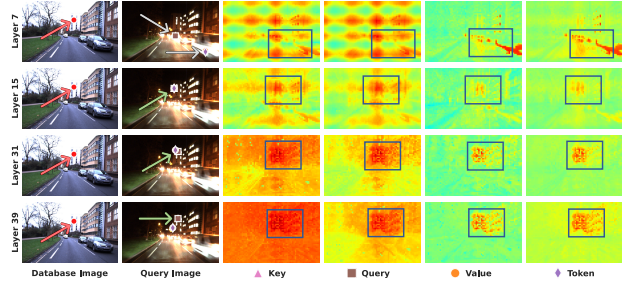 Layer 7
Layer 15
Layer 31
Layer 39
Database Image Query Image Key Query Value Token